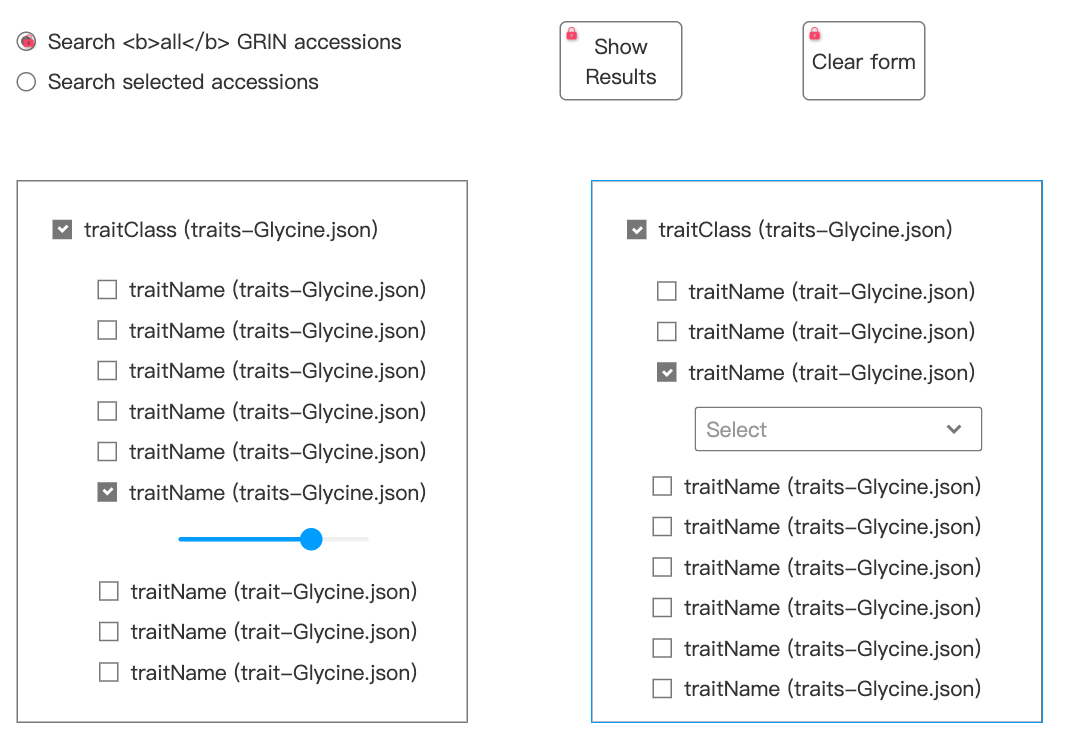 Search <b>all</b> GRIN accessions
Search selected accessions
Show
Results
Clear form
traitClass (traits-Glycine.json)
traitName (traits-Glycine.json)
traitName (traits-Glycine.json)
traitName (traits-Glycine.json)
traitName (traits-Glycine.json)
traitName (traits-Glycine.json)
traitName (traits-Glycine.json)
traitName (trait-Glycine.json)
traitName (trait-Glycine.json)
traitName (trait-Glycine.json)
traitClass (traits-Glycine.json)
traitName (trait-Glycine.json)
traitName (trait-Glycine.json)
traitName (trait-Glycine.json)
Select
traitName (traits-Glycine.json)
traitName (traits-Glycine.json)
traitName (traits-Glycine.json)
traitName (traits-Glycine.json)
traitName (traits-Glycine.json)
traitName (traits-Glycine.json)